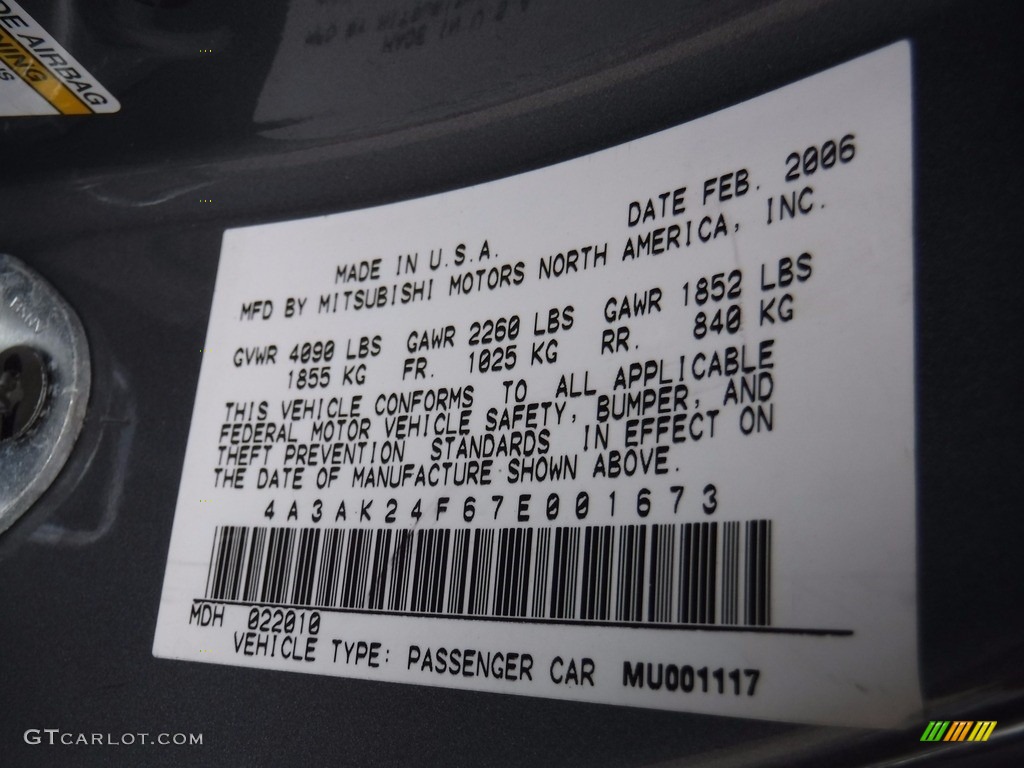 DE AIRBAG
MADE IN U.S.A. DATE FEB. 2006
MFD BY MITSUBISHI MOTORS NORTH AMERICA, INC.
GVWR 4090 LBS GAWR 2260 LBS GAWR 1852 LBS
1855 KG FR. 1025 KG RR. 840 KG
THIS VEHICLE CONFORMS TO ALL APPLICABLE
FEDERAL MOTOR VEHICLE SAFETY, BUMPER, AND
THEFT PREVENTION STANDARDS IN EFFECT ON
THE DATE OF MANUFACTURE SHOWN ABOVE.
4A3AK24F67E001673
MDH 022010
VEHICLE TYPE: PASSENGER CAR MU001117
GTCARLOT.COM